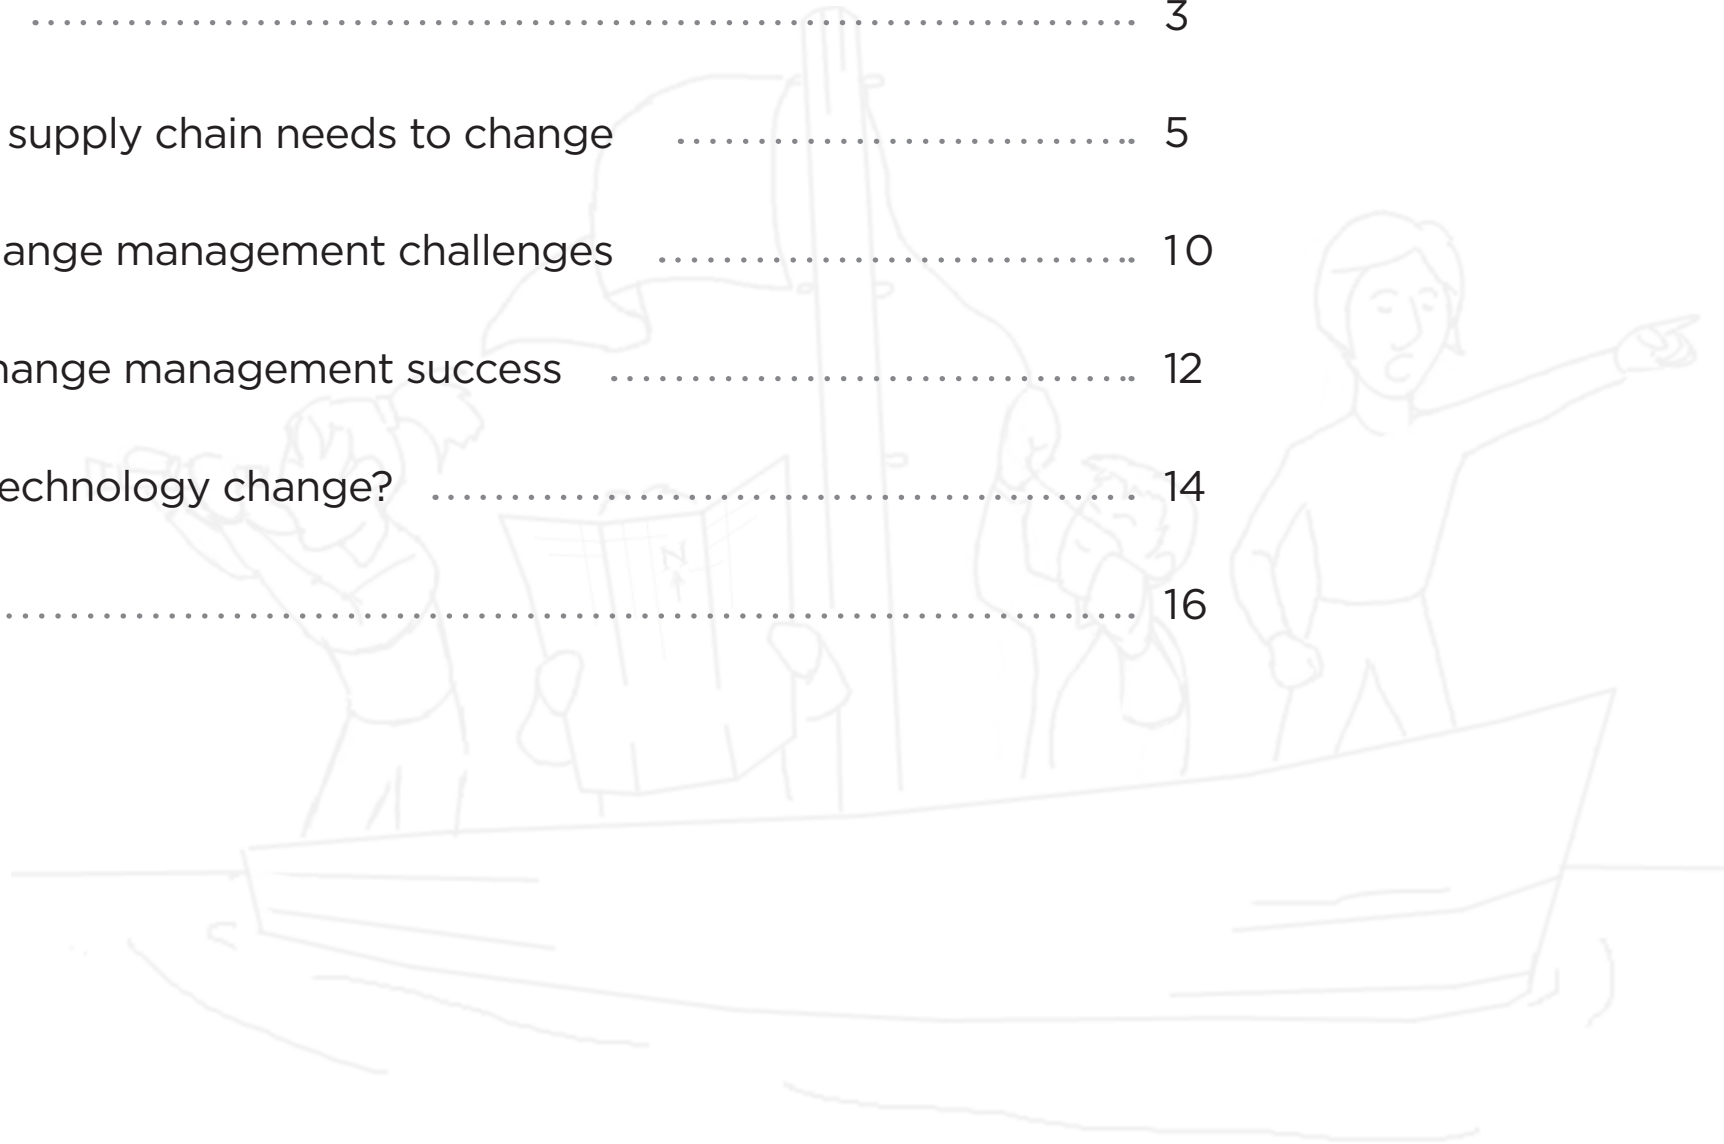 ........ 3
supply chain needs to change ........ 5
ange management challenges ........ 10
hange management success ........ 12
echnology change? ........ 14
........ 16
N